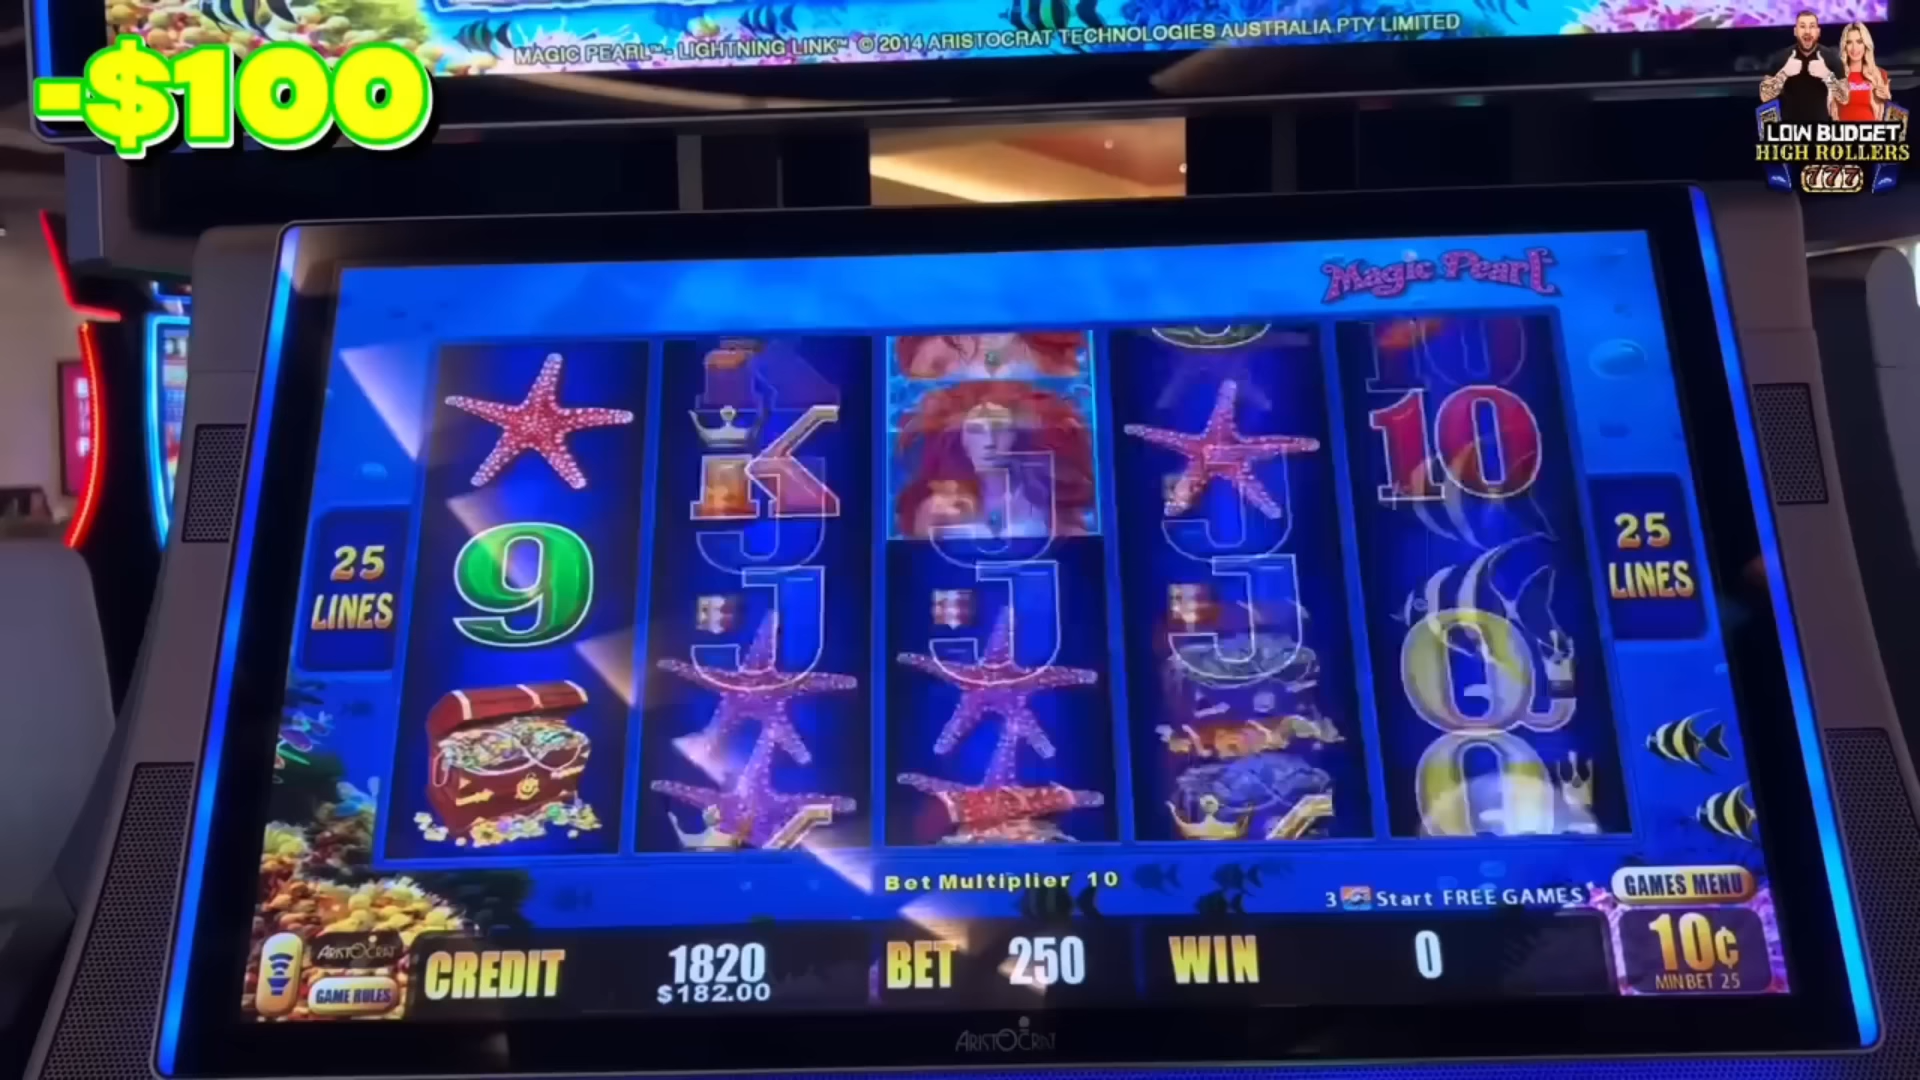 MAGIC PEARL™ - LIGHTNING LINK™ © 2014 ARISTOCRAT TECHNOLOGIES AUSTRALIA PTY LIMITED
-$100
LOW BUDGET
HIGH ROLLERS
777
Magic Pearl
K
10
9
J
J
J
Q
Q
25
LINES
25
LINES
Bet Multiplier 10
3 Start FREE GAMES
GAMES MENU
ARISTOCRAT
GAME RULES
CREDIT 1820
$182.00
BET 250
WIN 0
10¢
MIN BET 25
ARISTOCRAT